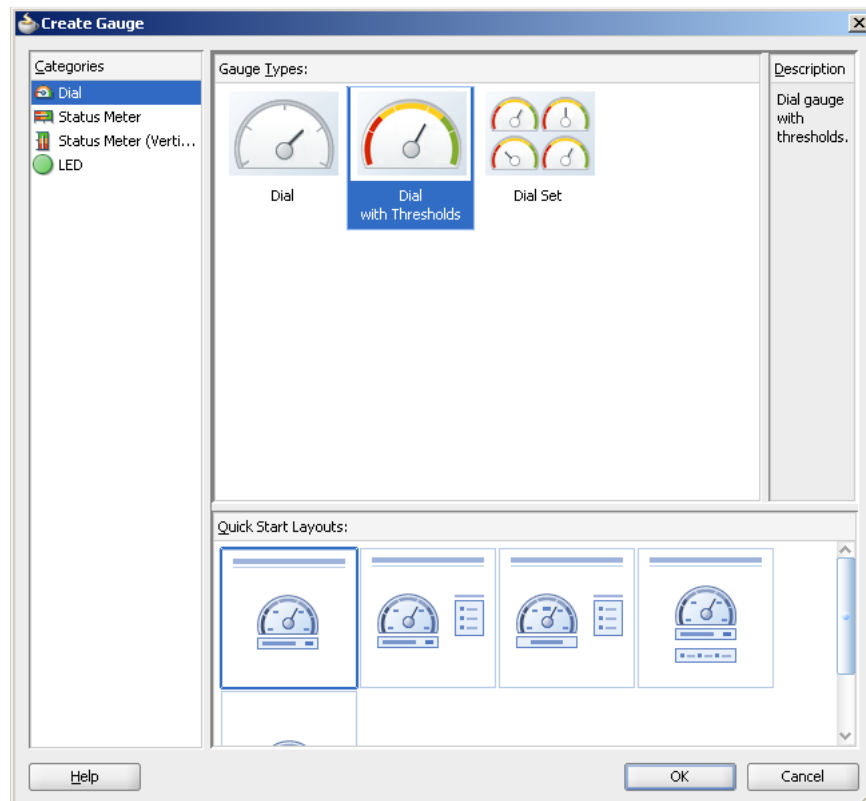 Create Gauge
Categories
Dial
Status Meter
Status Meter (Verti...
LED
Gauge Types:
Dial
Dial
with Thresholds
Dial Set
Description
Dial gauge
with
thresholds.
Quick Start Layouts:
Help
OK
Cancel